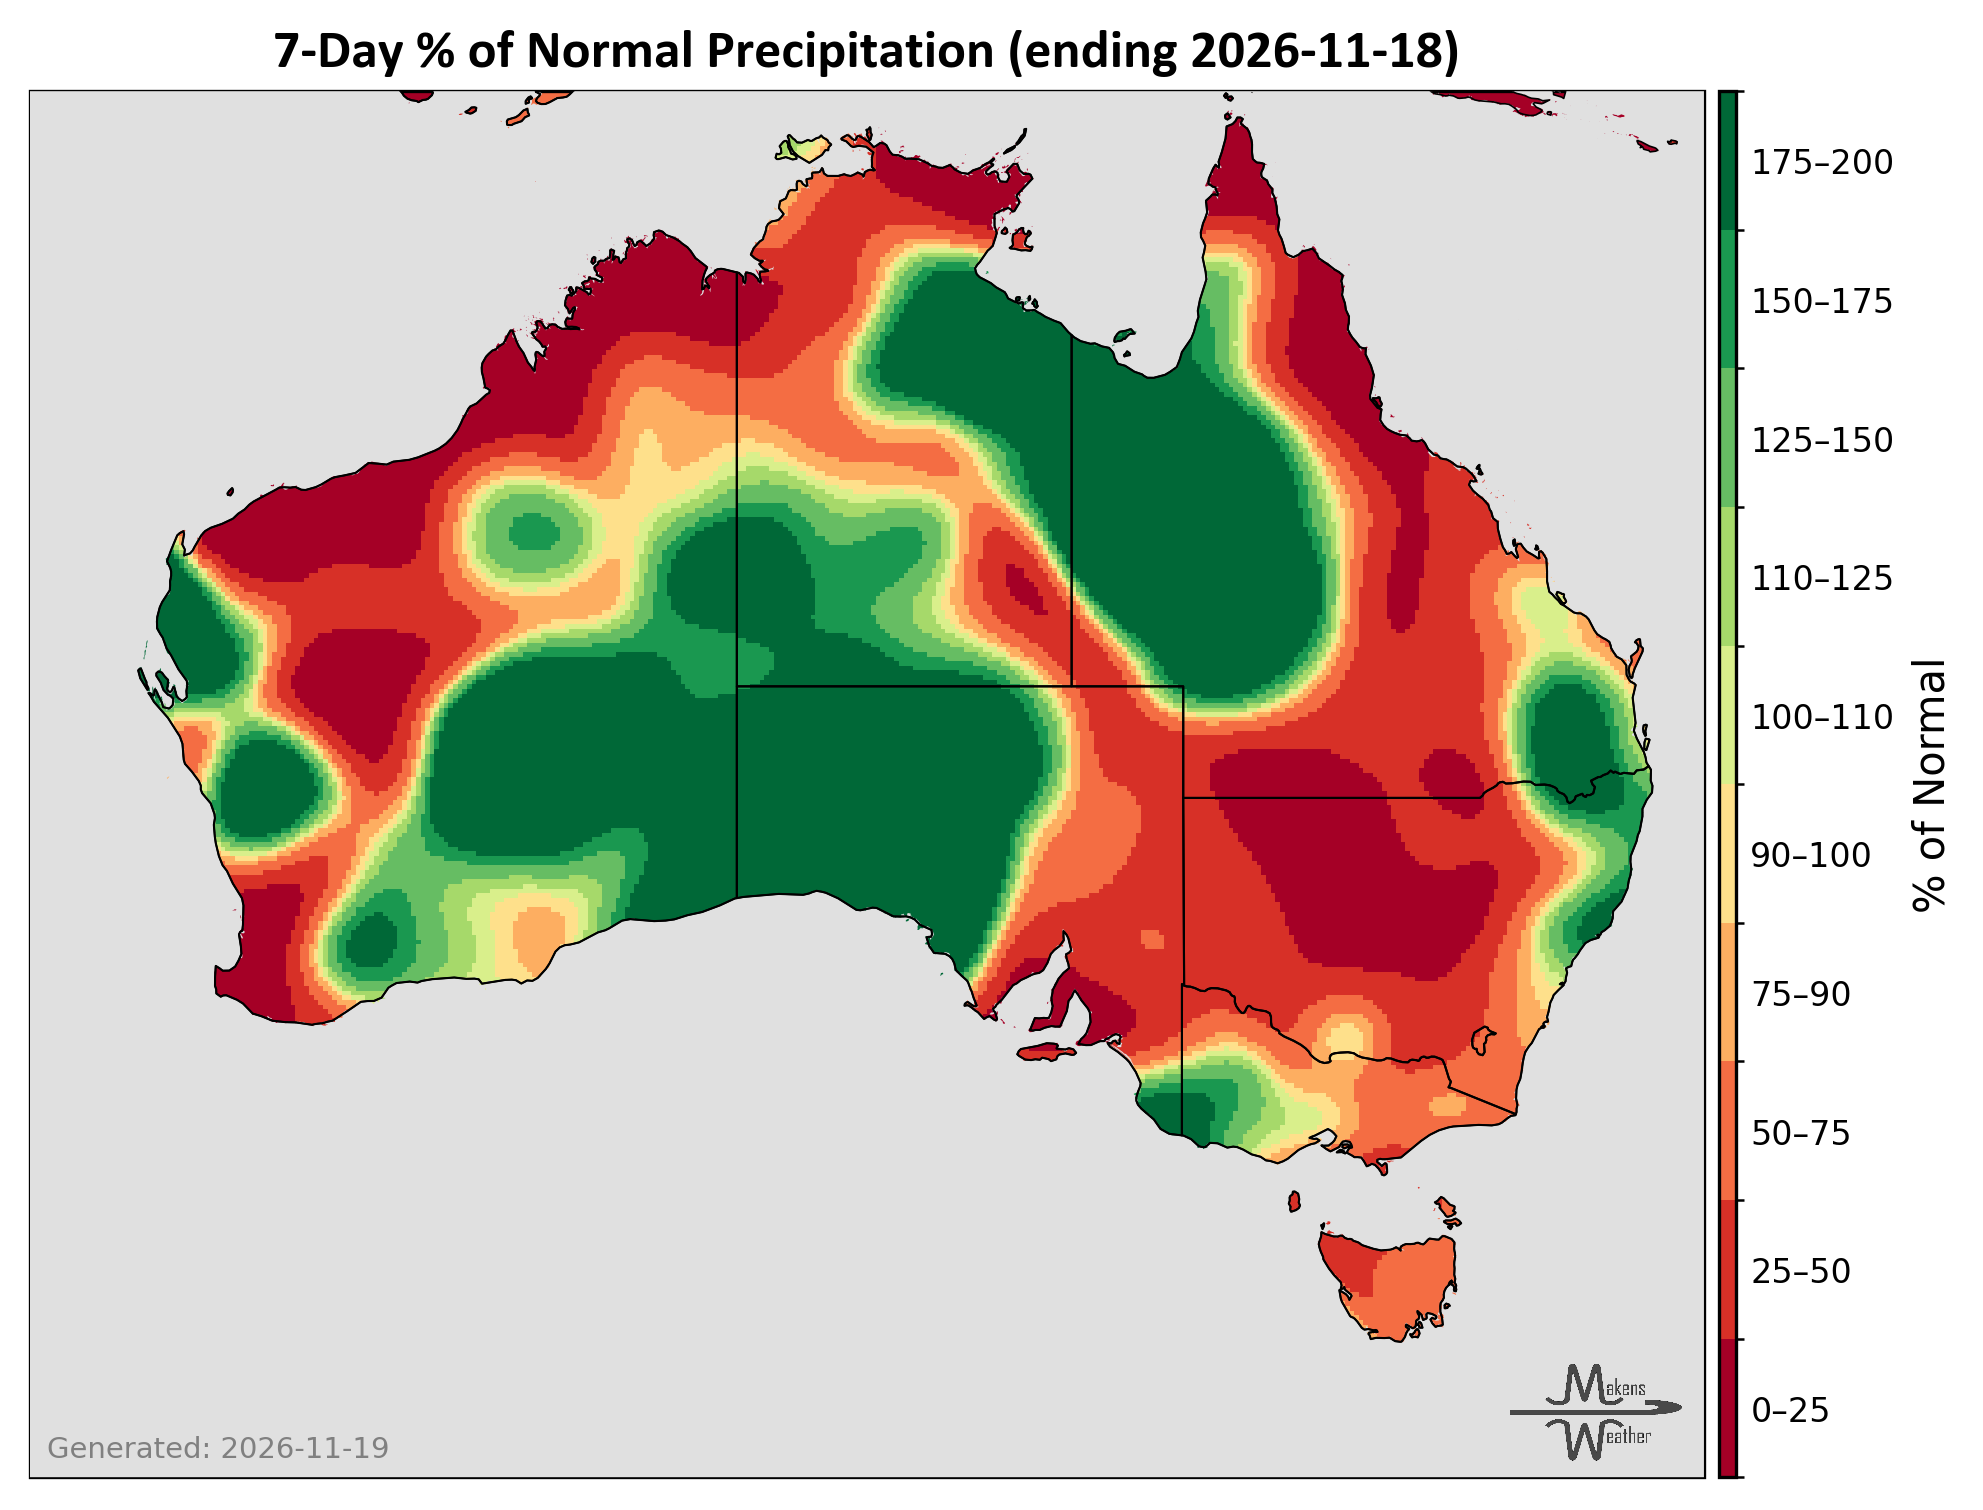 7-Day % of Normal Precipitation (ending 2026-11-18)
175–200
150–175
125–150
110–125
100–110
90–100
75–90
50–75
25–50
0–25
% of Normal
Makens
Weather
Generated: 2026-11-19